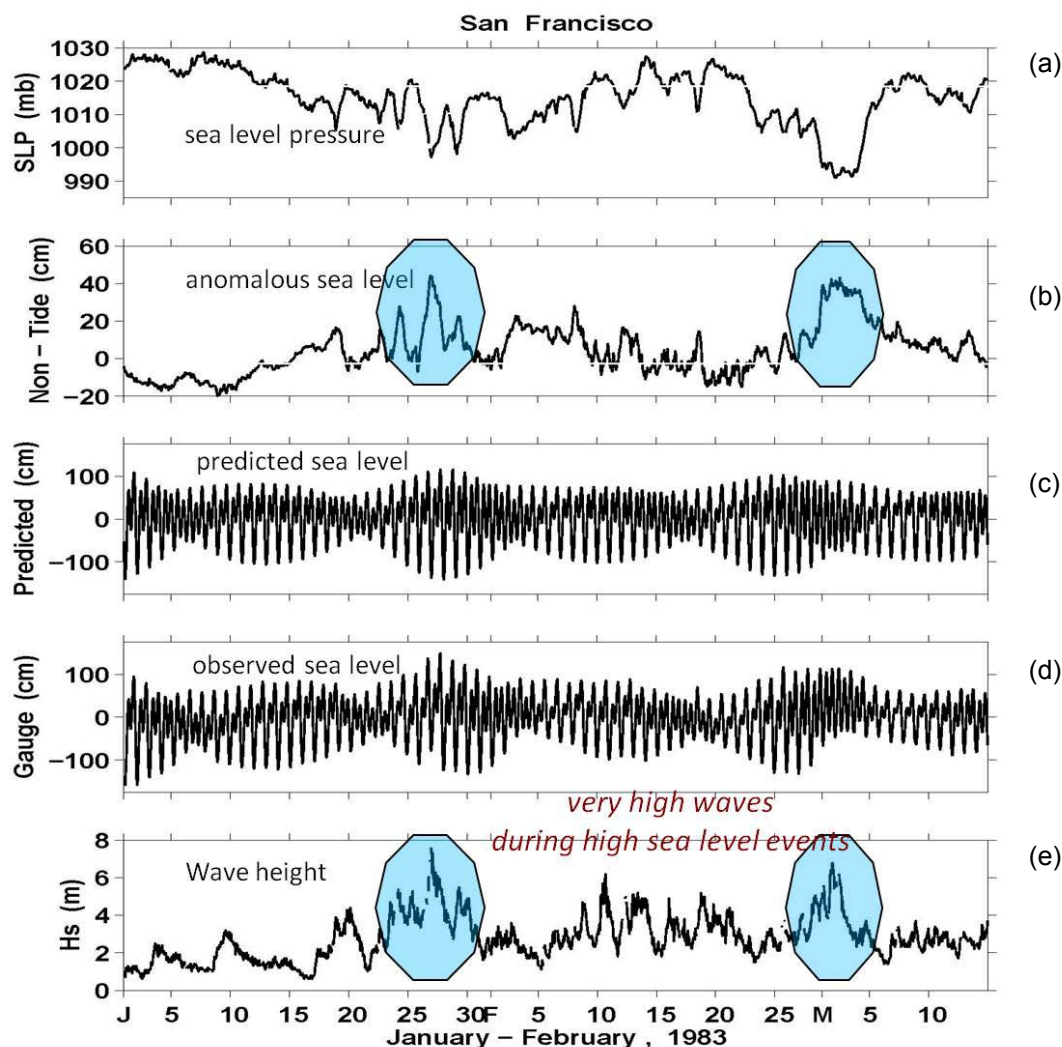 San Francisco
1030
1020
1010
1000
990
SLP (mb)
sea level pressure
(a)
60
40
20
0
−20
Non − Tide (cm)
anomalous sea level
(b)
100
0
−100
Predicted (cm)
predicted sea level
(c)
100
0
−100
Gauge (cm)
observed sea level
(d)
very high waves
during high sea level events
8
6
4
2
0
Hs (m)
Wave height
(e)
J 5 10 15 20 25 30 F 5 10 15 20 25 M 5 10
January − February , 1983